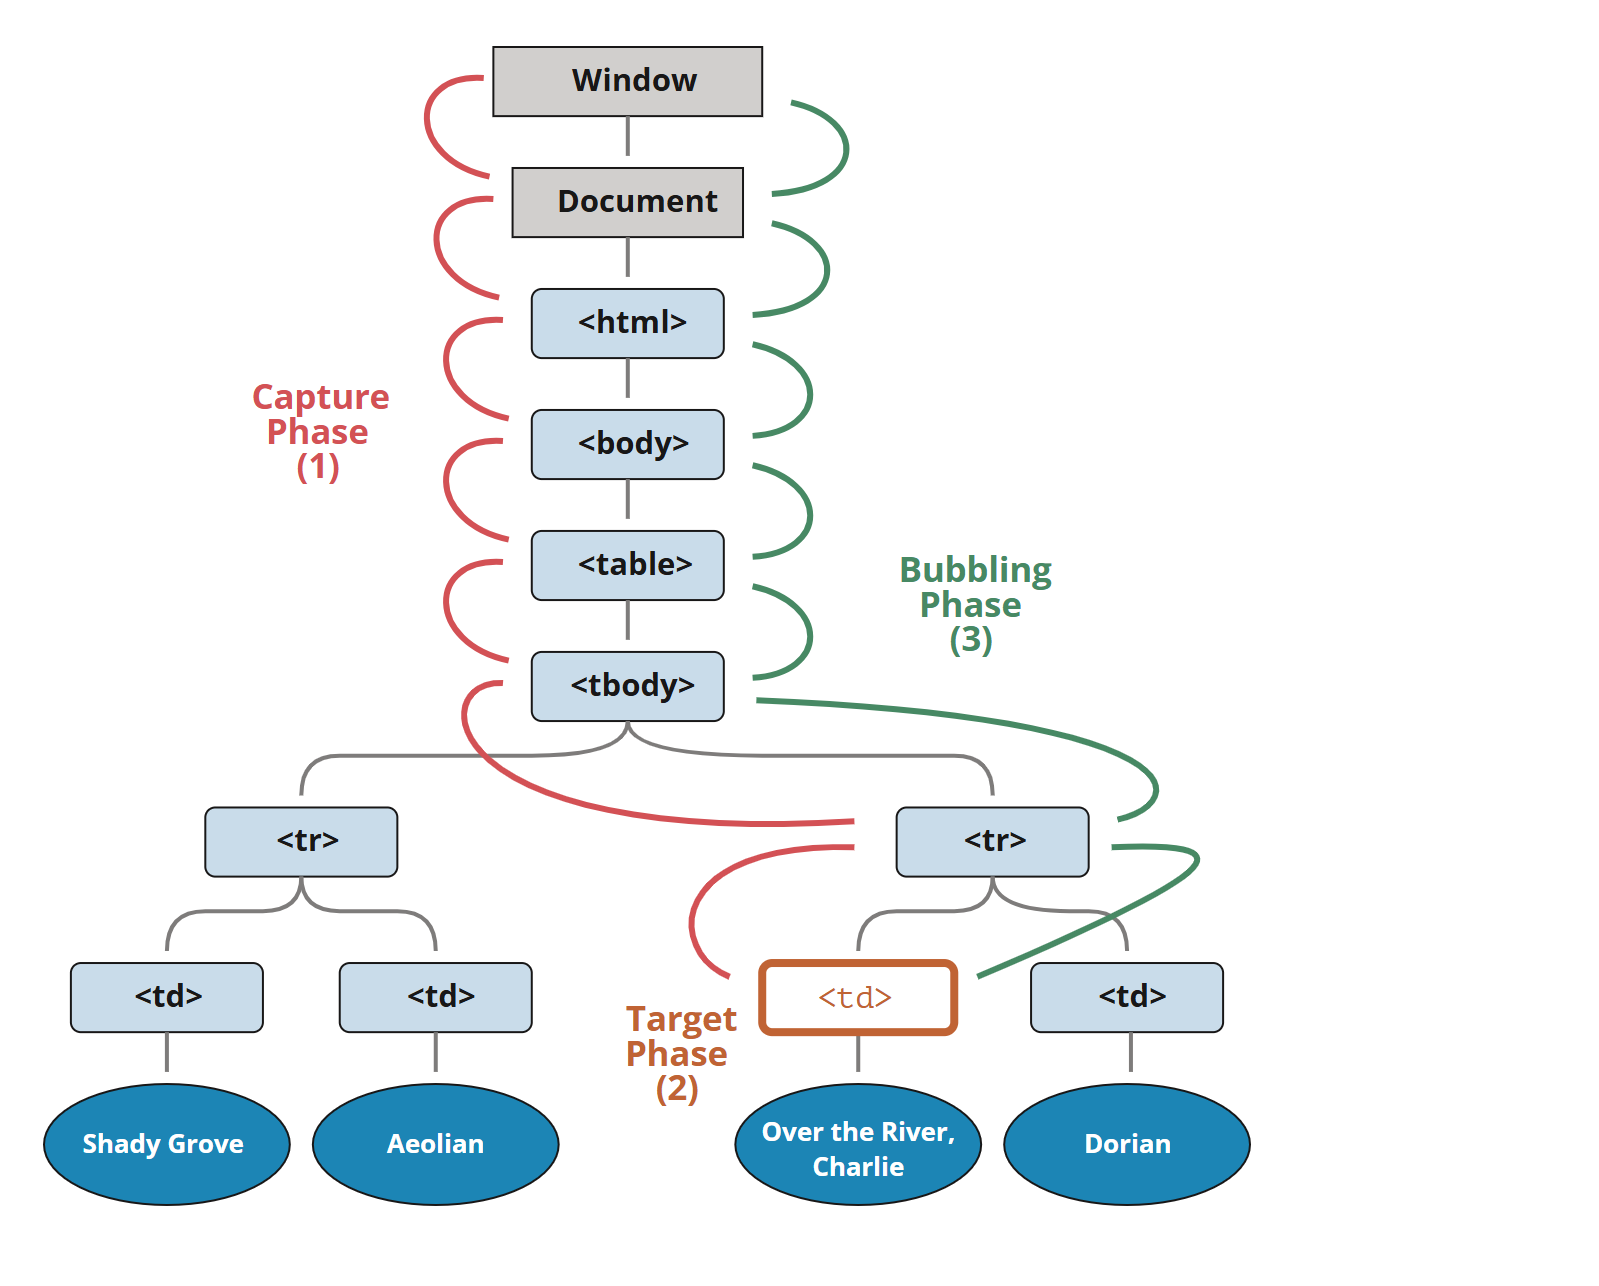 Window
Document
<html>
Capture
Phase
(1)
<body>
<table>
Bubbling
Phase
(3)
<tbody>
<tr>
<tr>
<td>
<td>
<td>
<td>
Target
Phase
(2)
Shady Grove
Aeolian
Over the River,
Charlie
Dorian